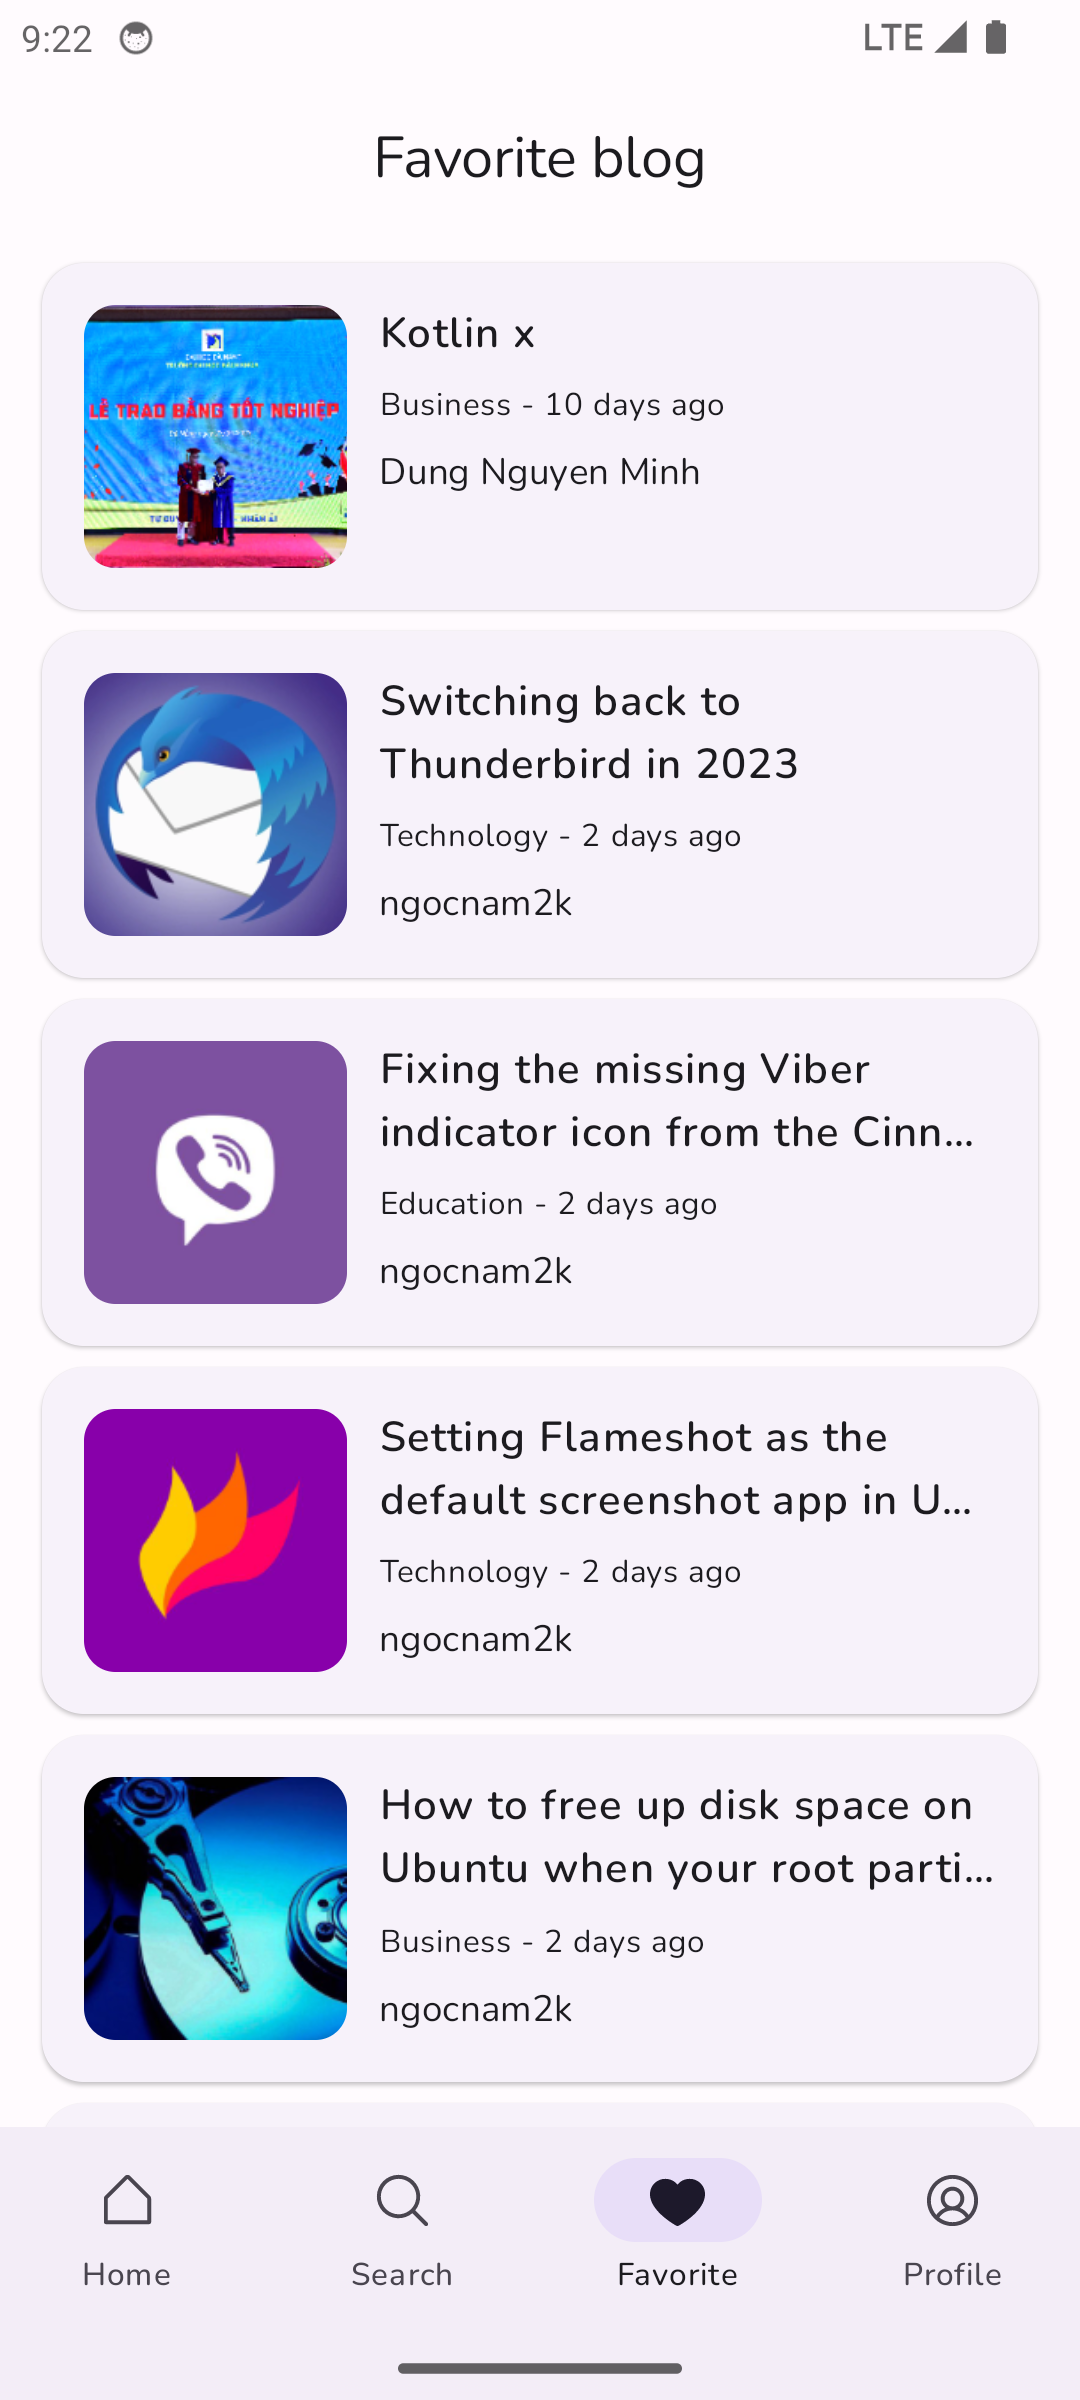 9:22
LTE
Favorite blog
LỄ TRAO BẰNG TỐT NGHIỆP
Kotlin x
Business - 10 days ago
Dung Nguyen Minh
Switching back to
Thunderbird in 2023
Technology - 2 days ago
ngocnam2k
Fixing the missing Viber
indicator icon from the Cinn...
Education - 2 days ago
ngocnam2k
Setting Flameshot as the
default screenshot app in U...
Technology - 2 days ago
ngocnam2k
How to free up disk space on
Ubuntu when your root parti...
Business - 2 days ago
ngocnam2k
Home
Search
Favorite
Profile